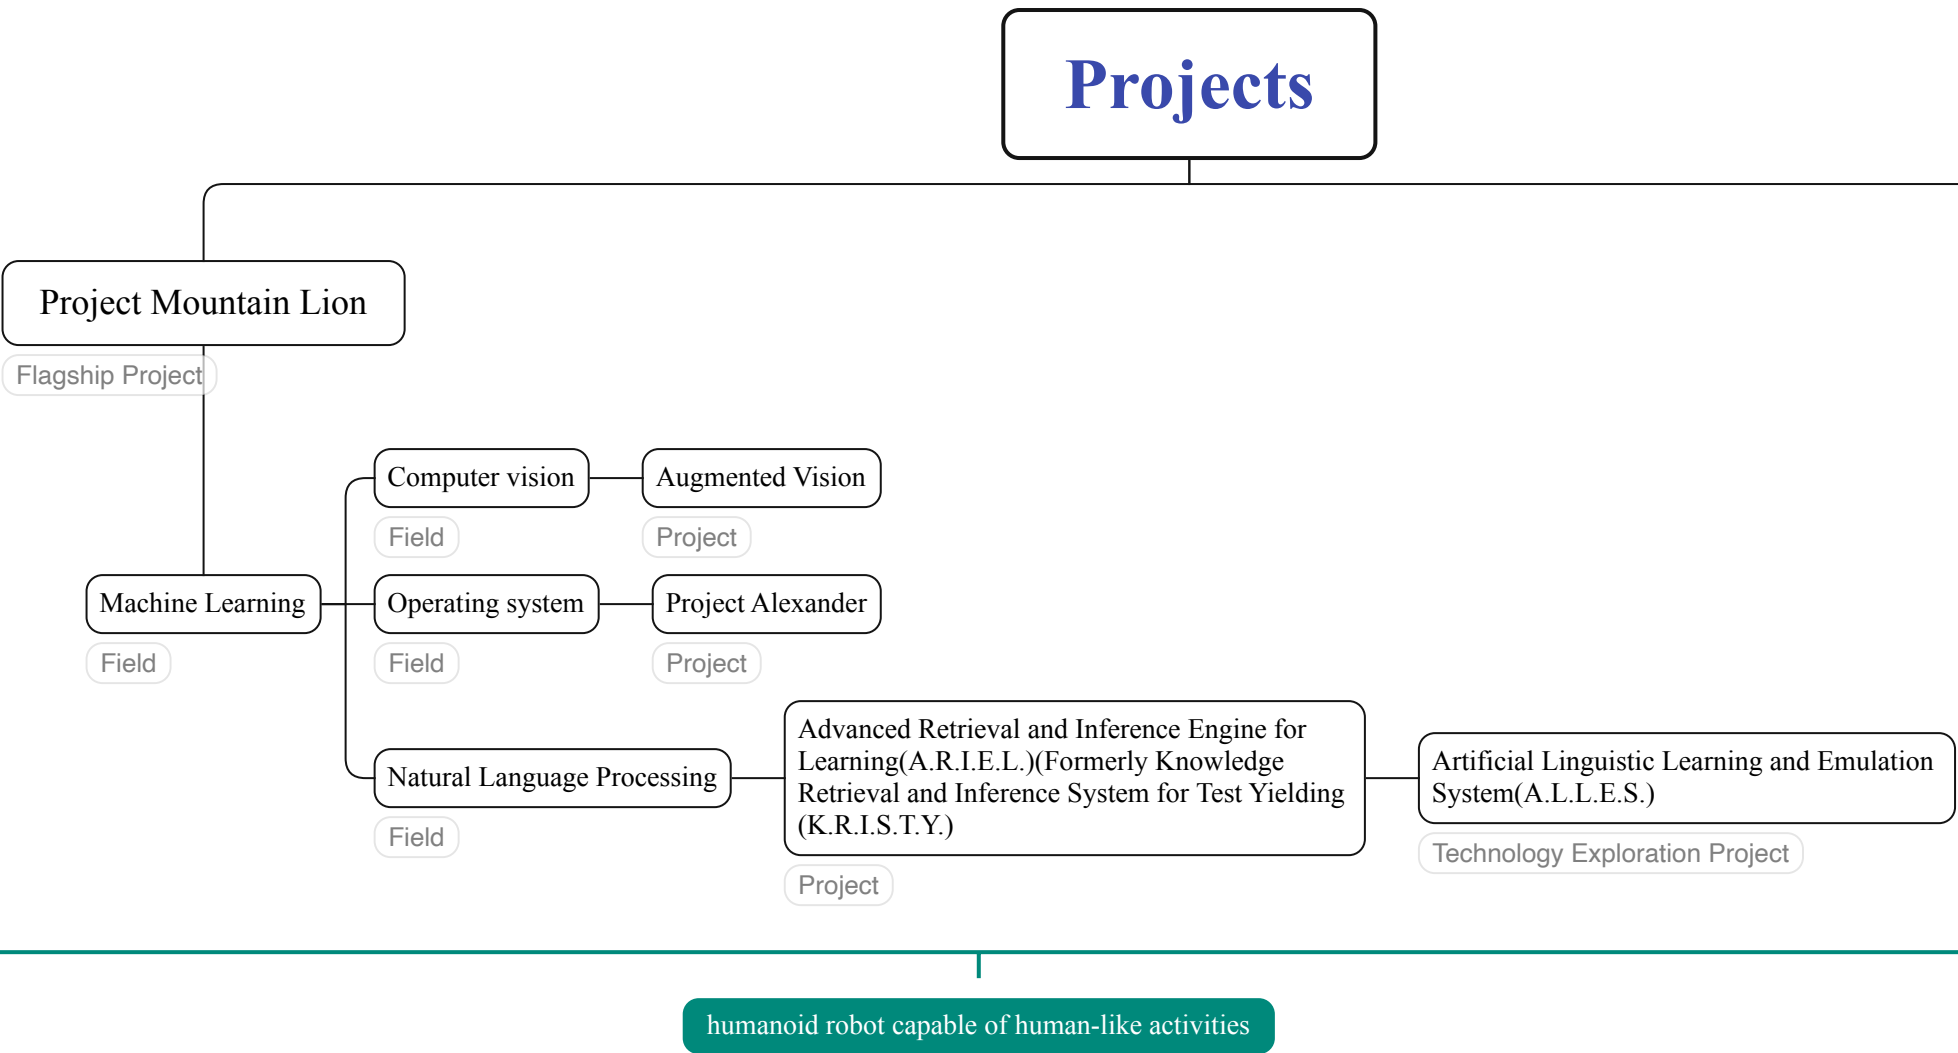 Projects
Project Mountain Lion
Flagship Project
Computer vision
Field
Augmented Vision
Project
Machine Learning
Field
Operating system
Field
Project Alexander
Project
Natural Language Processing
Field
Advanced Retrieval and Inference Engine for
Learning(A.R.I.E.L.)(Formerly Knowledge
Retrieval and Inference System for Test Yielding
(K.R.I.S.T.Y.)
Project
Artificial Linguistic Learning and Emulation
System(A.L.L.E.S.)
Technology Exploration Project
humanoid robot capable of human-like activities